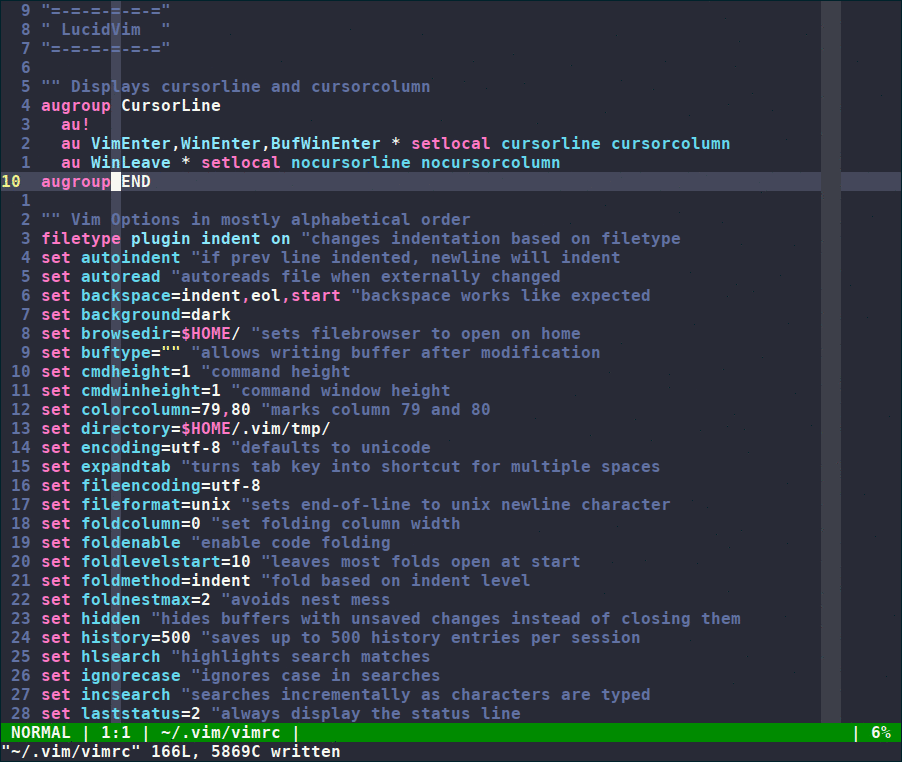 9 "=-=-=-=-=-="
8 " LucidVim  "
7 "=-=-=-=-=-="
6
5 "" Displays cursorline and cursorcolumn
4 augroup CursorLine
3   au!
2   au VimEnter,WinEnter,BufWinEnter * setlocal cursorline cursorcolumn
1   au WinLeave * setlocal nocursorline nocursorcolumn
10  augroup END
1
2 "" Vim Options in mostly alphabetical order
3 filetype plugin indent on "changes indentation based on filetype
4 set autoindent "if prev line indented, newline will indent
5 set autoread "autoreads file when externally changed
6 set backspace=indent,eol,start "backspace works like expected
7 set background=dark
8 set browsedir=$HOME/ "sets filebrowser to open on home
9 set buftype="" "allows writing buffer after modification
10 set cmdheight=1 "command height
11 set cmdwinheight=1 "command window height
12 set colorcolumn=79,80 "marks column 79 and 80
13 set directory=$HOME/.vim/tmp/
14 set encoding=utf-8 "defaults to unicode
15 set expandtab "turns tab key into shortcut for multiple spaces
16 set fileencoding=utf-8
17 set fileformat=unix "sets end-of-line to unix newline character
18 set foldcolumn=0 "set folding column width
19 set foldenable "enable code folding
20 set foldlevelstart=10 "leaves most folds open at start
21 set foldmethod=indent "fold based on indent level
22 set foldnestmax=2 "avoids nest mess
23 set hidden "hides buffers with unsaved changes instead of closing them
24 set history=500 "saves up to 500 history entries per session
25 set hlsearch "highlights search matches
26 set ignorecase "ignores case in searches
27 set incsearch "searches incrementally as characters are typed
28 set laststatus=2 "always display the status line
NORMAL | 1:1 | ~/.vim/vimrc | | 6%
"~/.vim/vimrc" 166L, 5869C written